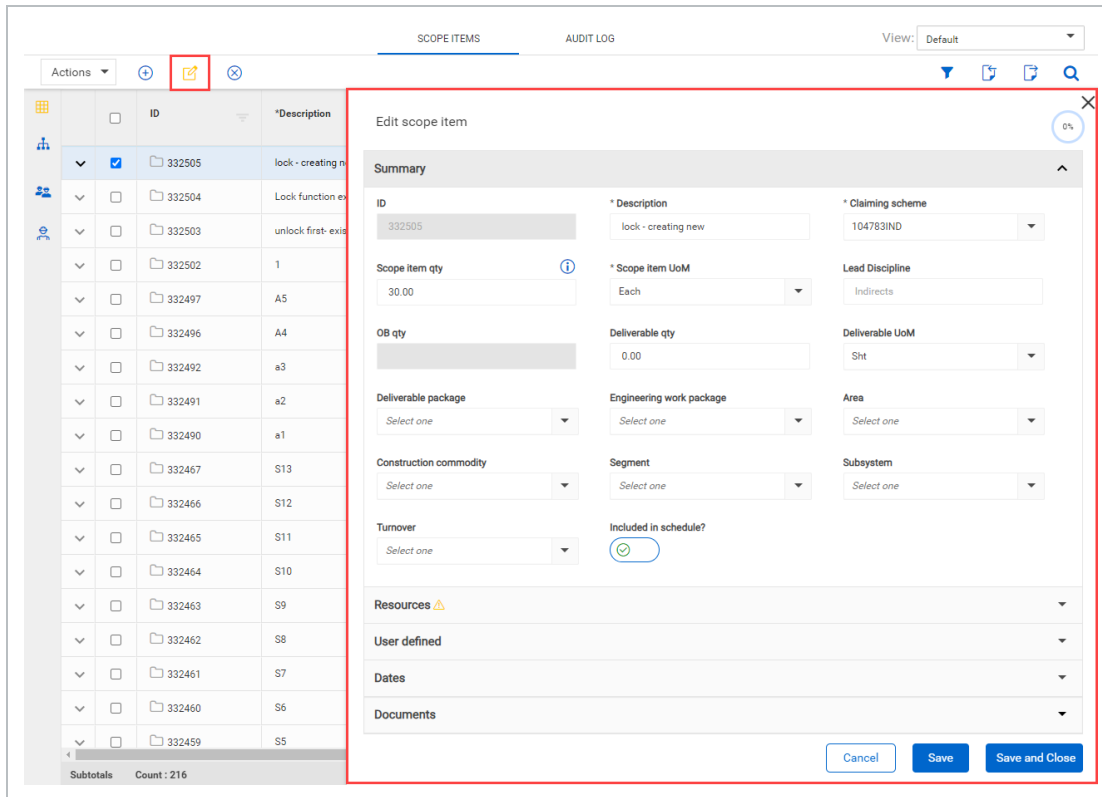 SCOPE ITEMS AUDIT LOG View: Default
Actions
ID *Description
332505 lock - creating n
332504 Lock function ex
332503 unlock first- exis
332502 1
332497 A5
332496 A4
332492 a3
332491 a2
332490 a1
332467 S13
332466 S12
332465 S11
332464 S10
332463 S9
332462 S8
332461 S7
332460 S6
332459 S5
Subtotals Count : 216
Edit scope item 0%
Summary
ID * Description * Claiming scheme
332505 lock - creating new 104783IND
Scope item qty * Scope item UoM Lead Discipline
30.00 Each Indirects
OB qty Deliverable qty Deliverable UoM
0.00 Sht
Deliverable package Engineering work package Area
Select one Select one Select one
Construction commodity Segment Subsystem
Select one Select one Select one
Turnover Included in schedule?
Select one
Resources
User defined
Dates
Documents
Cancel Save Save and Close